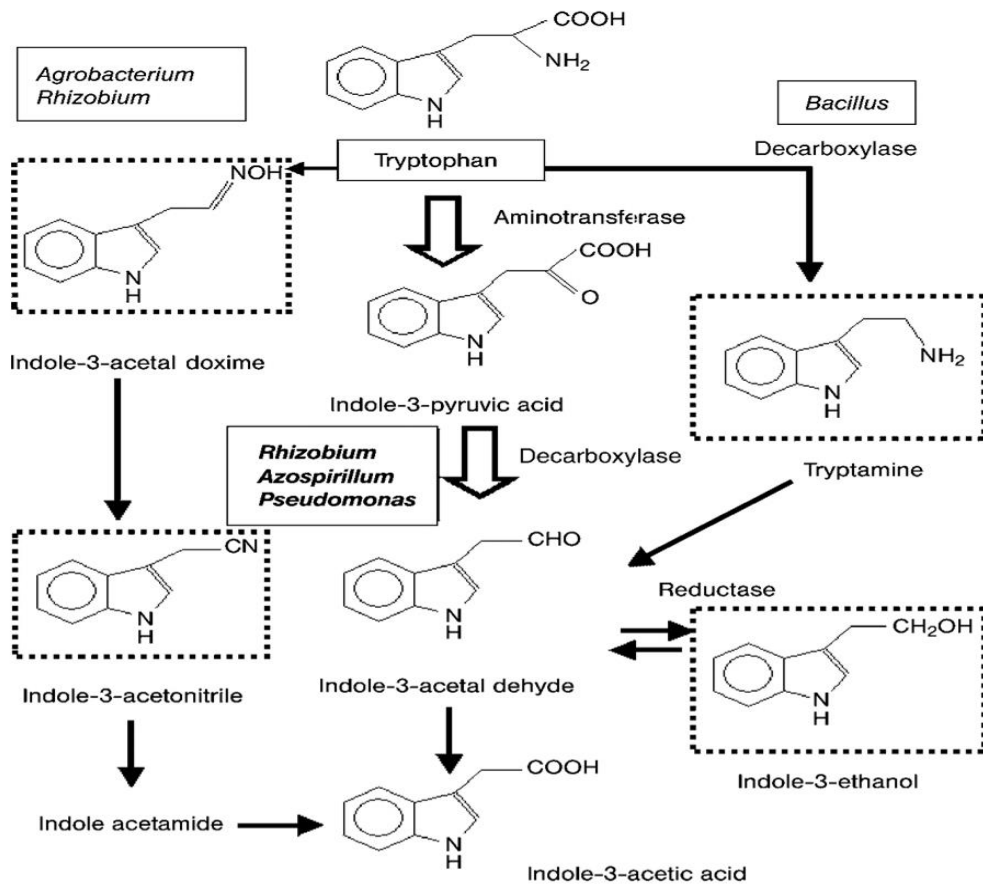 COOH
NH2
N
H
Agrobacterium
Rhizobium
Bacillus
Decarboxylase
Tryptophan
NOH
N
H
Aminotransferase
COOH
O
N
H
Indole-3-acetal doxime
Indole-3-pyruvic acid
NH2
N
H
Tryptamine
Rhizobium
Azospirillum
Pseudomonas
Decarboxylase
CN
N
H
CHO
N
H
Reductase
CH2OH
N
H
Indole-3-acetonitrile
Indole-3-acetal dehyde
Indole-3-ethanol
Indole acetamide
COOH
N
H
Indole-3-acetic acid